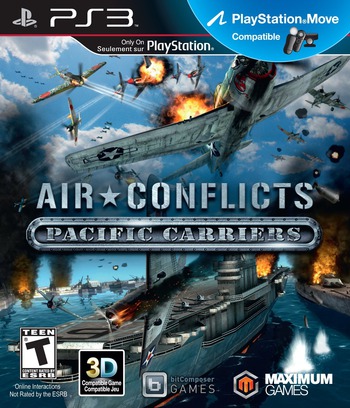 PS3
Only On
Seulement sur PlayStation®
PlayStation®Move
Compatible
AIR★CONFLICTS
PACIFIC CARRIERS
TEEN
T
CONTENT RATED BY
ESRB
Online Interactions
Not Rated by the ESRB
3D
Compatible Game
Compatible Jeu
b
bitComposer
GAMES
M
MAXIMUM
GAMES